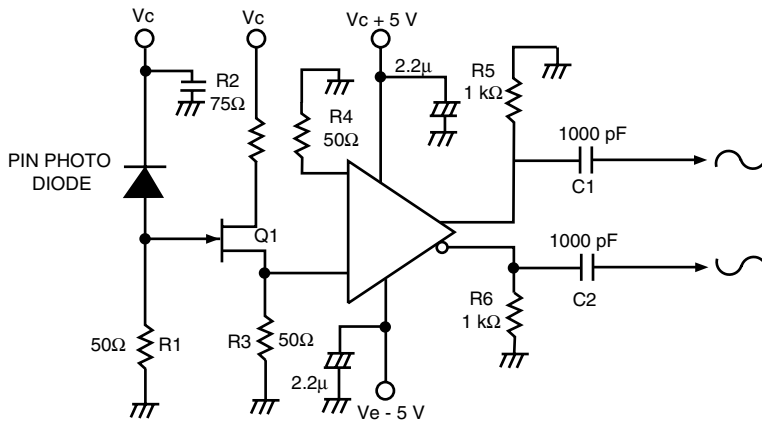 Vc
Vc
Vc + 5 V
2.2μ
R5
1 kΩ
R2
75Ω
R4
50Ω
1000 pF
C1
PIN PHOTO
DIODE
Q1
1000 pF
C2
R6
1 kΩ
50Ω
R1
R3
50Ω
2.2μ
Ve - 5 V